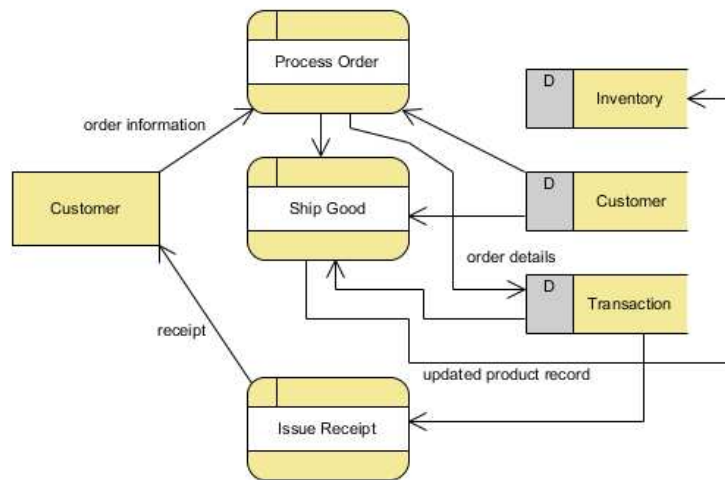 Process Order
D
Inventory
order information
D
Customer
Customer
Ship Good
order details
D
Transaction
receipt
updated product record
Issue Receipt